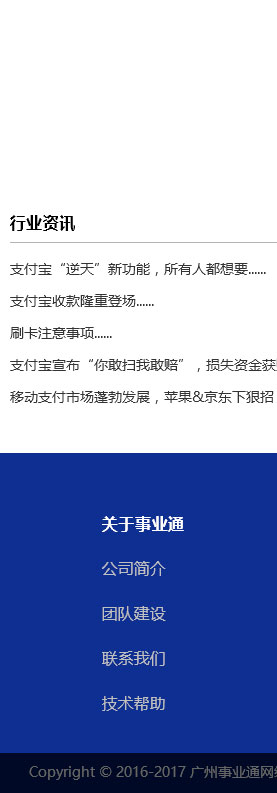 行业资讯
支付宝“逆天”新功能，所有人都想要......
支付宝收款隆重登场......
刷卡注意事项......
支付宝宣布“你敢扫我敢赔”，损失资金获
移动支付市场蓬勃发展，苹果&京东下狠招
关于事业通
公司简介
团队建设
联系我们
技术帮助
Copyright © 2016-2017 广州事业通网